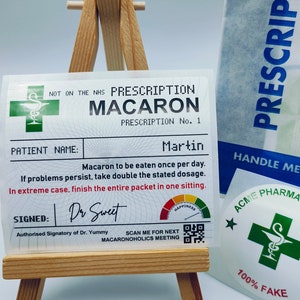 NOT ON THE NRS PRESCRIPTION
MACARON
PRESCRIPTION No. 1
PATIENT NAME: Martin
Macaron to be eaten once per day.
If problems persist, take double the stated dosage.
In extreme case, finish the entire packet in one sitting.
SIGNED: Dr Sweet
HAPPINESS
Authorised Signatory of Dr. Yummy
SCAN ME FOR NEXT
MACARONOHOLICS MEETING
PRESCRIP
HANDLE ME
ACME PHARMA
100% FAKE